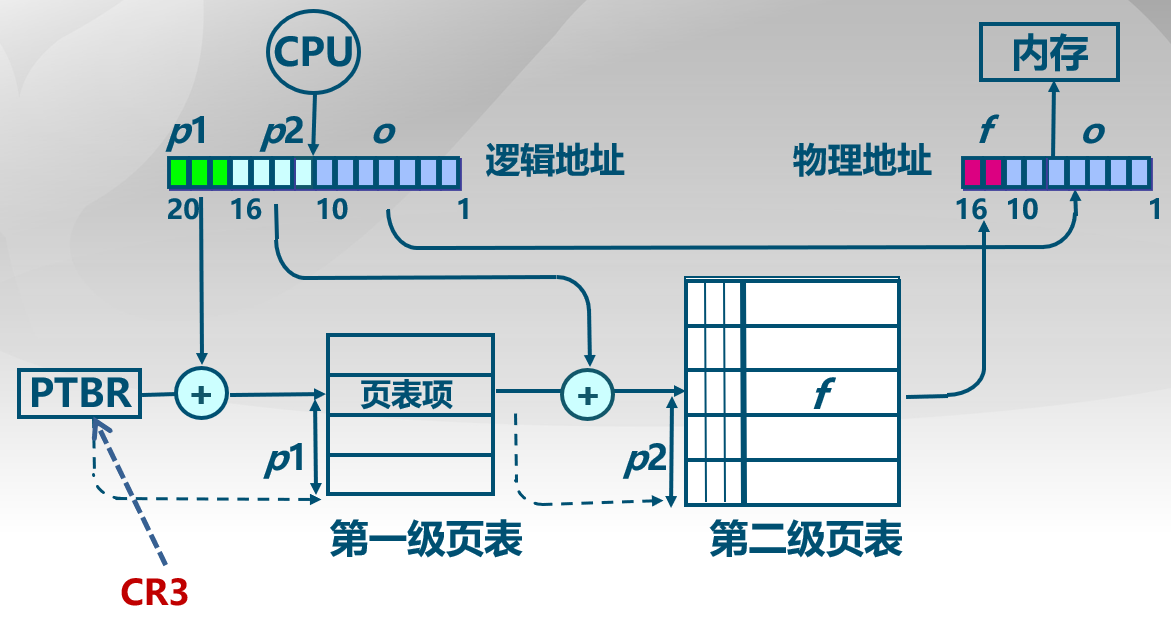 CPU
内存
p1 p2 o
f o
逻辑地址
物理地址
20 16 10 1
16 10 1
PTBR
+
页表项
+
f
p1
p2
第一级页表
第二级页表
CR3